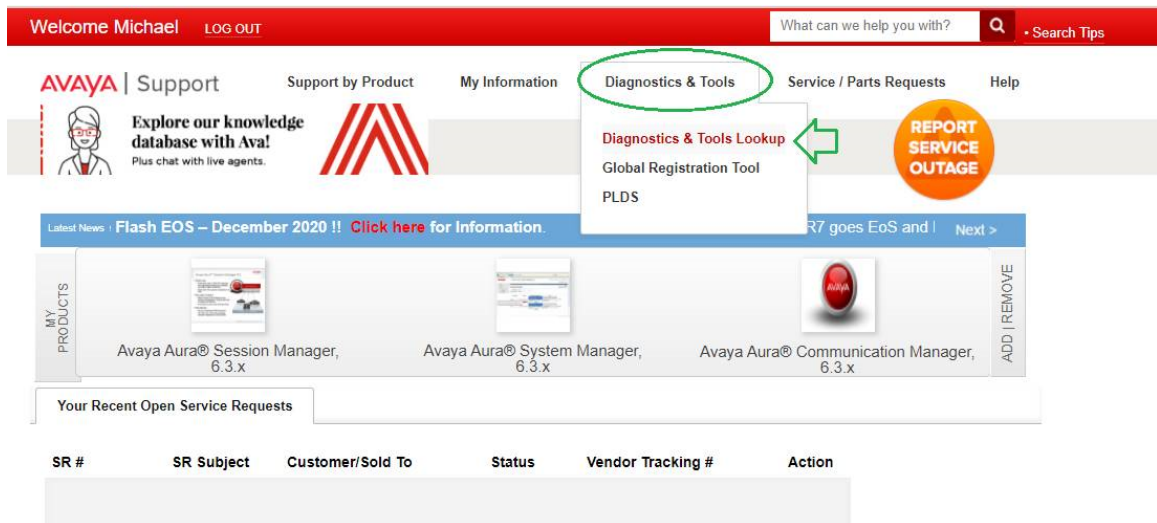 Welcome Michael LOG OUT What can we help you with? • Search Tips
AVAYA | Support Support by Product My Information Diagnostics & Tools Service / Parts Requests Help
Explore our knowledge
database with Ava!
Plus chat with live agents.
Diagnostics & Tools Lookup
Global Registration Tool
PLDS
REPORT
SERVICE
OUTAGE
Latest News Flash EOS – December 2020 !! Click here for Information. R7 goes EoS and Next >
MY
PRODUCTS
AVAYA
Avaya Aura® Session Manager,
6.3.x
Avaya Aura® System Manager,
6.3.x
Avaya Aura® Communication Manager,
6.3.x
ADD | REMOVE
Your Recent Open Service Requests
SR # SR Subject Customer/Sold To Status Vendor Tracking # Action